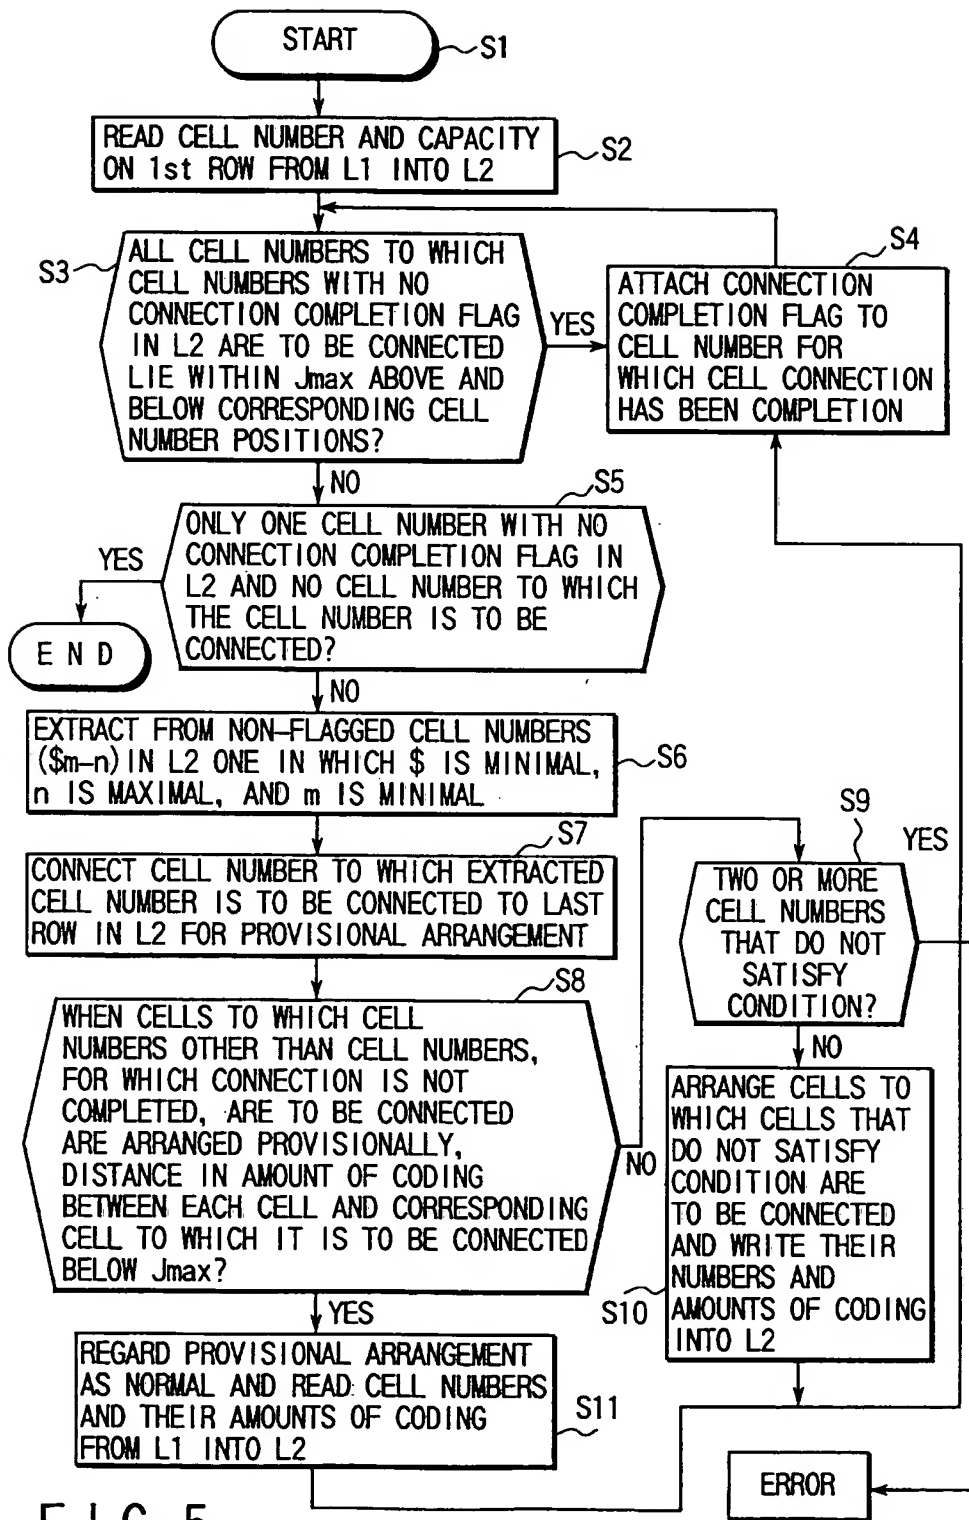 START
S1
READ CELL NUMBER AND CAPACITY
ON 1st ROW FROM L1 INTO L2
S2
S3
ALL CELL NUMBERS TO WHICH
CELL NUMBERS WITH NO
CONNECTION COMPLETION FLAG
IN L2 ARE TO BE CONNECTED
LIE WITHIN Jmax ABOVE AND
BELOW CORRESPONDING CELL
NUMBER POSITIONS?
YES
S4
ATTACH CONNECTION
COMPLETION FLAG TO
CELL NUMBER FOR
WHICH CELL CONNECTION
HAS BEEN COMPLETION
NO
S5
ONLY ONE CELL NUMBER WITH NO
CONNECTION COMPLETION FLAG IN
L2 AND NO CELL NUMBER TO WHICH
THE CELL NUMBER IS TO BE
CONNECTED?
YES
END
NO
EXTRACT FROM NON-FLAGGED CELL NUMBERS
($m-n) IN L2 ONE IN WHICH $ IS MINIMAL,
n IS MAXIMAL, AND m IS MINIMAL
S6
S7
CONNECT CELL NUMBER TO WHICH EXTRACTED
CELL NUMBER IS TO BE CONNECTED TO LAST
ROW IN L2 FOR PROVISIONAL ARRANGEMENT
S8
WHEN CELLS TO WHICH CELL
NUMBERS OTHER THAN CELL NUMBERS,
FOR WHICH CONNECTION IS NOT
COMPLETED, ARE TO BE CONNECTED
ARE ARRANGED PROVISIONALLY,
DISTANCE IN AMOUNT OF CODING
BETWEEN EACH CELL AND CORRESPONDING
CELL TO WHICH IT IS TO BE CONNECTED
BELOW Jmax?
NO
S9
YES
TWO OR MORE
CELL NUMBERS
THAT DO NOT
SATISFY
CONDITION?
NO
ARRANGE CELLS TO
WHICH CELLS THAT
DO NOT SATISFY
CONDITION ARE
TO BE CONNECTED
AND WRITE THEIR
NUMBERS AND
AMOUNTS OF CODING
INTO L2
S10
YES
REGARD PROVISIONAL ARRANGEMENT
AS NORMAL AND READ CELL NUMBERS
AND THEIR AMOUNTS OF CODING
FROM L1 INTO L2
S11
ERROR
FIG. 5